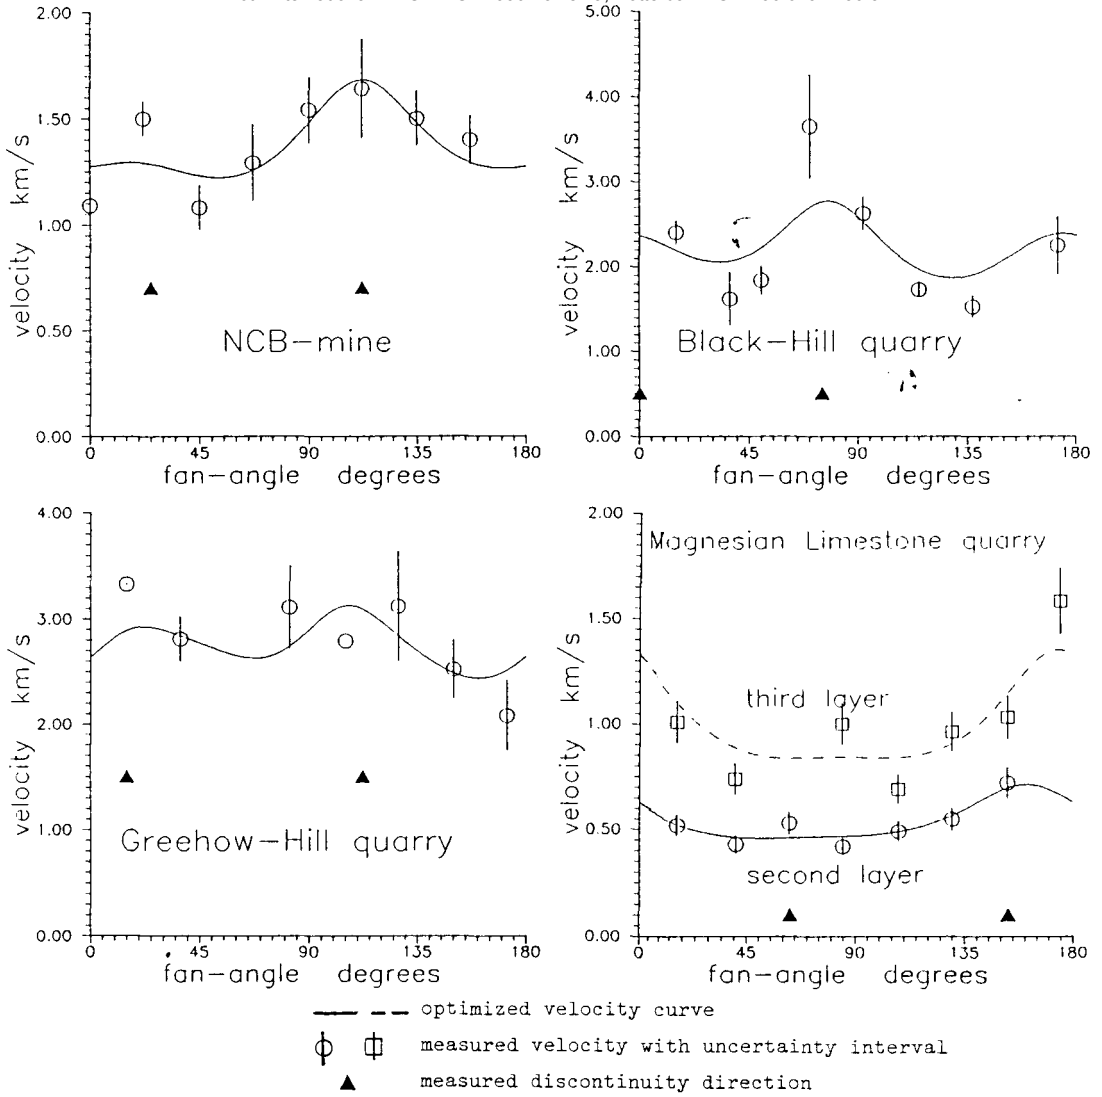 2.00
1.50
1.00
0.50
0.00
velocity km/s
NCB-mine
0 45 90 135 180
fan-angle degrees
5.00
4.00
3.00
2.00
1.00
0.00
velocity km/s
Black-Hill quarry
0 45 90 135 180
fan-angle degrees
4.00
3.00
2.00
1.00
0.00
velocity km/s
Greehow-Hill quarry
0 45 90 135 180
fan-angle degrees
2.00
1.50
1.00
0.50
0.00
velocity km/s
Magnesian Limestone quarry
third layer
second layer
0 45 90 135 180
fan-angle degrees
optimized velocity curve
measured velocity with uncertainty interval
measured discontinuity direction